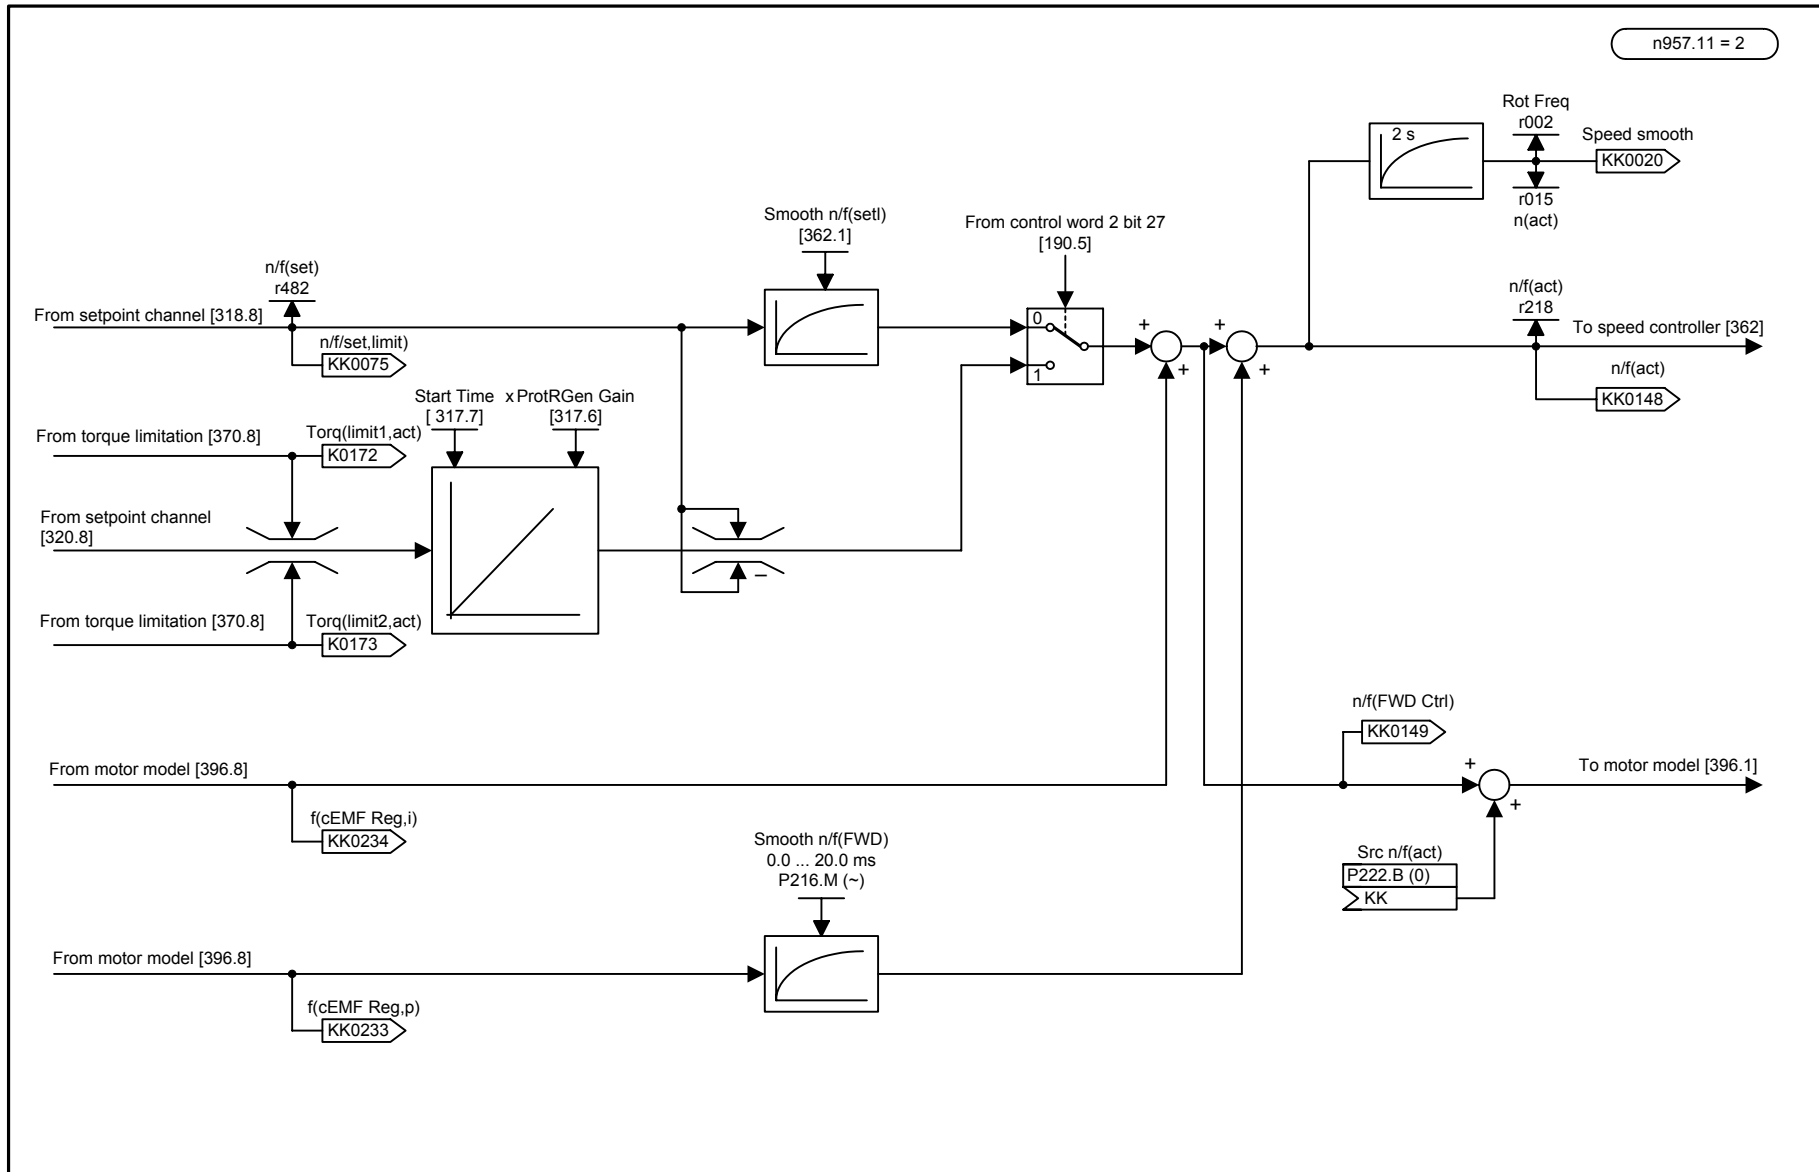 n957.11 = 2
Rot Freq
r002
Speed smooth
2 s
KK0020
r015
n(act)
Smooth n/f(setl)
[362.1]
From control word 2 bit 27
[190.5]
n/f(set)
r482
From setpoint channel [318.8]
n/f/set,limit)
KK0075
0
1
+
+
+
+
n/f(act)
r218
To speed controller [362]
n/f(act)
KK0148
Start Time
[ 317.7]
x ProtRGen Gain
[317.6]
From torque limitation [370.8]
Torq(limit1,act)
K0172
From setpoint channel
[320.8]
–
From torque limitation [370.8]
Torq(limit2,act)
K0173
n/f(FWD Ctrl)
KK0149
From motor model [396.8]
+
+
To motor model [396.1]
f(cEMF Reg,i)
KK0234
Smooth n/f(FWD)
0.0 ... 20.0 ms
P216.M (~)
Src n/f(act)
P222.B (0)
KK
From motor model [396.8]
f(cEMF Reg,p)
KK0233